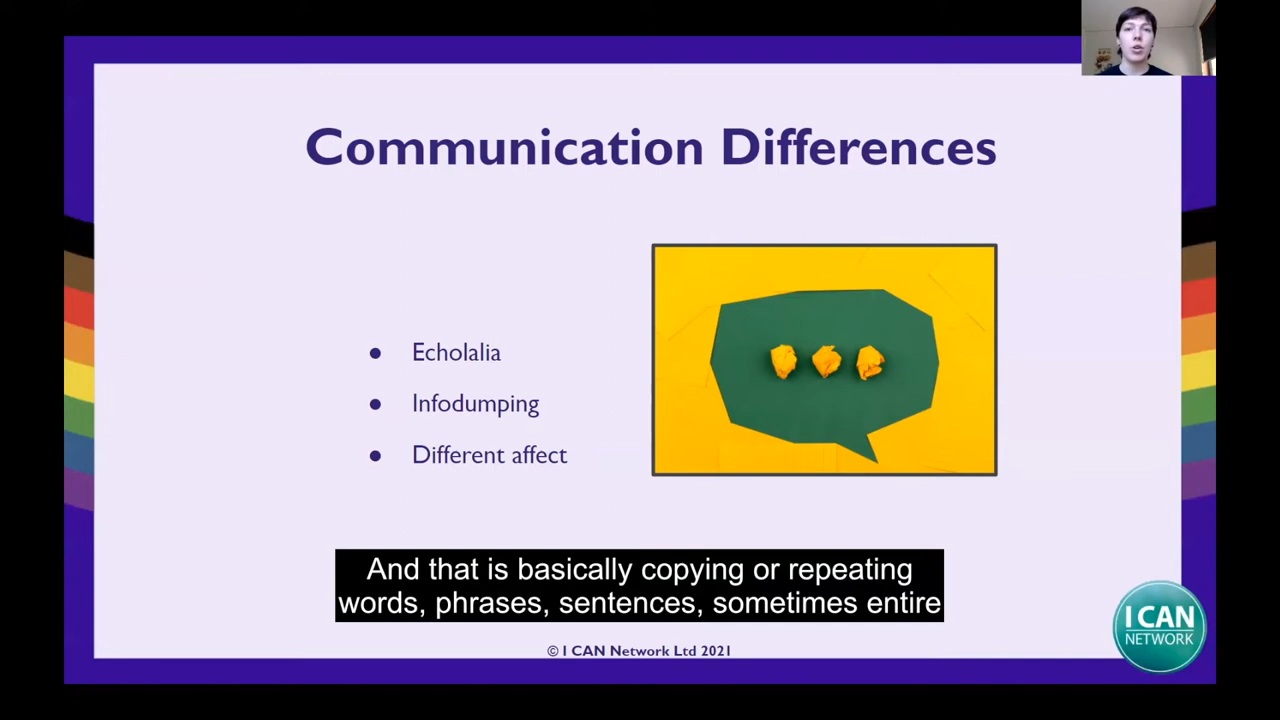 Communication Differences
● Echolalia
● Infodumping
● Different affect
And that is basically copying or repeating
words, phrases, sentences, sometimes entire
© I CAN Network Ltd 2021
I CAN
NETWORK